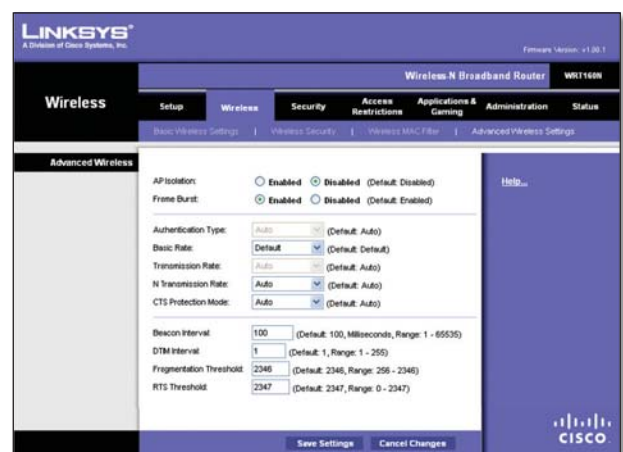 LINKSYS®
A Division of Cisco Systems, Inc.
Firmware Version: v1.00.1
Wireless-N Broadband Router WRT160N
Wireless
Setup Wireless Security Access Restrictions Applications & Gaming Administration Status
Basic Wireless Settings | Wireless Security | Wireless MAC Filter | Advanced Wireless Settings
Advanced Wireless
AP Isolation: Enabled Disabled (Default: Disabled)
Frame Burst: Enabled Disabled (Default: Enabled)
Authentication Type: Auto (Default: Auto)
Basic Rate: Default (Default: Default)
Transmission Rate: Auto (Default: Auto)
N Transmission Rate: Auto (Default: Auto)
CTS Protection Mode: Auto (Default: Auto)
Beacon Interval: 100 (Default: 100, Milliseconds, Range: 1 - 65535)
DTIM Interval: 1 (Default: 1, Range: 1 - 255)
Fragmentation Threshold: 2346 (Default: 2346, Range: 256 - 2346)
RTS Threshold: 2347 (Default: 2347, Range: 0 - 2347)
Help...
Save Settings Cancel Changes
CISCO